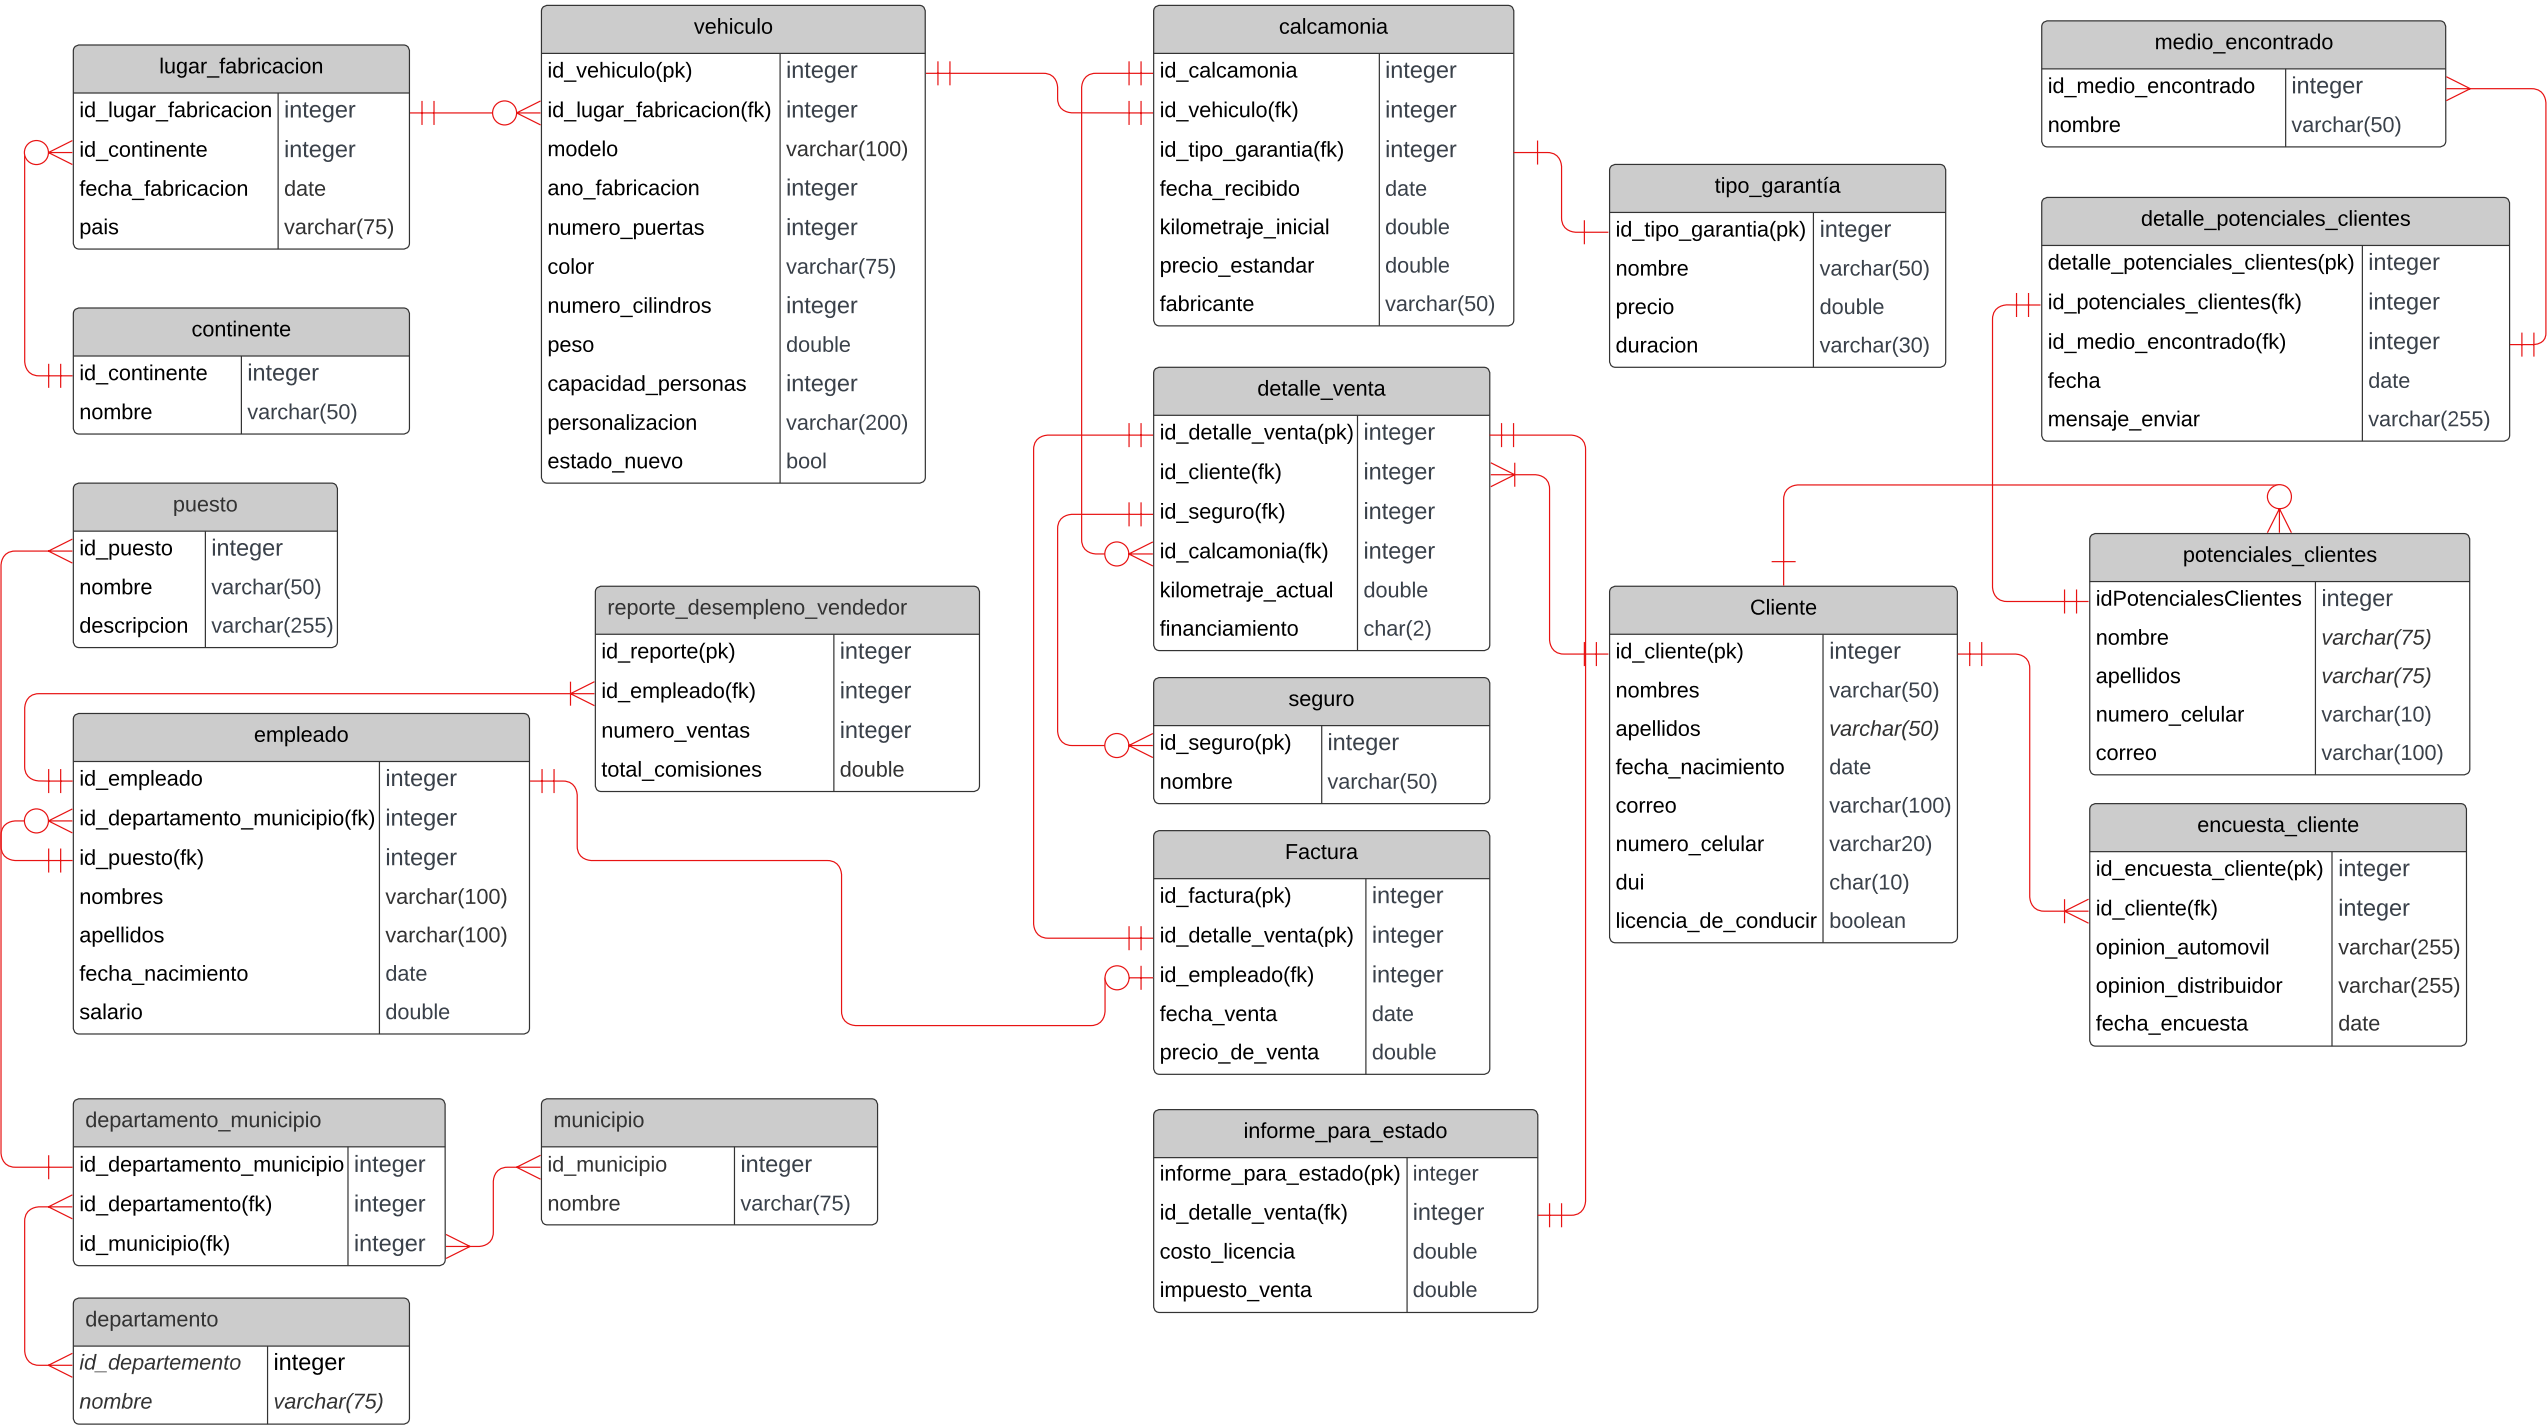 lugar_fabricacion
id_lugar_fabricacion integer
id_continente integer
fecha_fabricacion date
pais varchar(75)
continente
id_continente integer
nombre varchar(50)
puesto
id_puesto integer
nombre varchar(50)
descripcion varchar(255)
empleado
id_empleado integer
id_departamento_municipio(fk) integer
id_puesto(fk) integer
nombres varchar(100)
apellidos varchar(100)
fecha_nacimiento date
salario double
departamento_municipio
id_departamento_municipio integer
id_departamento(fk) integer
id_municipio(fk) integer
departamento
id_departemento integer
nombre varchar(75)
vehiculo
id_vehiculo(pk) integer
id_lugar_fabricacion(fk) integer
modelo varchar(100)
ano_fabricacion integer
numero_puertas integer
color varchar(75)
numero_cilindros integer
peso double
capacidad_personas integer
personalizacion varchar(200)
estado_nuevo bool
reporte_desempleno_vendedor
id_reporte(pk) integer
id_empleado(fk) integer
numero_ventas integer
total_comisiones double
municipio
id_municipio integer
nombre varchar(75)
calcamonia
id_calcamonia integer
id_vehiculo(fk) integer
id_tipo_garantia(fk) integer
fecha_recibido date
kilometraje_inicial double
precio_estandar double
fabricante varchar(50)
detalle_venta
id_detalle_venta(pk) integer
id_cliente(fk) integer
id_seguro(fk) integer
id_calcamonia(fk) integer
kilometraje_actual double
financiamiento char(2)
seguro
id_seguro(pk) integer
nombre varchar(50)
Factura
id_factura(pk) integer
id_detalle_venta(pk) integer
id_empleado(fk) integer
fecha_venta date
precio_de_venta double
informe_para_estado
informe_para_estado(pk) integer
id_detalle_venta(fk) integer
costo_licencia double
impuesto_venta double
tipo_garantía
id_tipo_garantia(pk) integer
nombre varchar(50)
precio double
duracion varchar(30)
Cliente
id_cliente(pk) integer
nombres varchar(50)
apellidos varchar(50)
fecha_nacimiento date
correo varchar(100)
numero_celular varchar20)
dui char(10)
licencia_de_conducir boolean
medio_encontrado
id_medio_encontrado integer
nombre varchar(50)
detalle_potenciales_clientes
detalle_potenciales_clientes(pk) integer
id_potenciales_clientes(fk) integer
id_medio_encontrado(fk) integer
fecha date
mensaje_enviar varchar(255)
potenciales_clientes
idPotencialesClientes integer
nombre varchar(75)
apellidos varchar(75)
numero_celular varchar(10)
correo varchar(100)
encuesta_cliente
id_encuesta_cliente(pk) integer
id_cliente(fk) integer
opinion_automovil varchar(255)
opinion_distribuidor varchar(255)
fecha_encuesta date